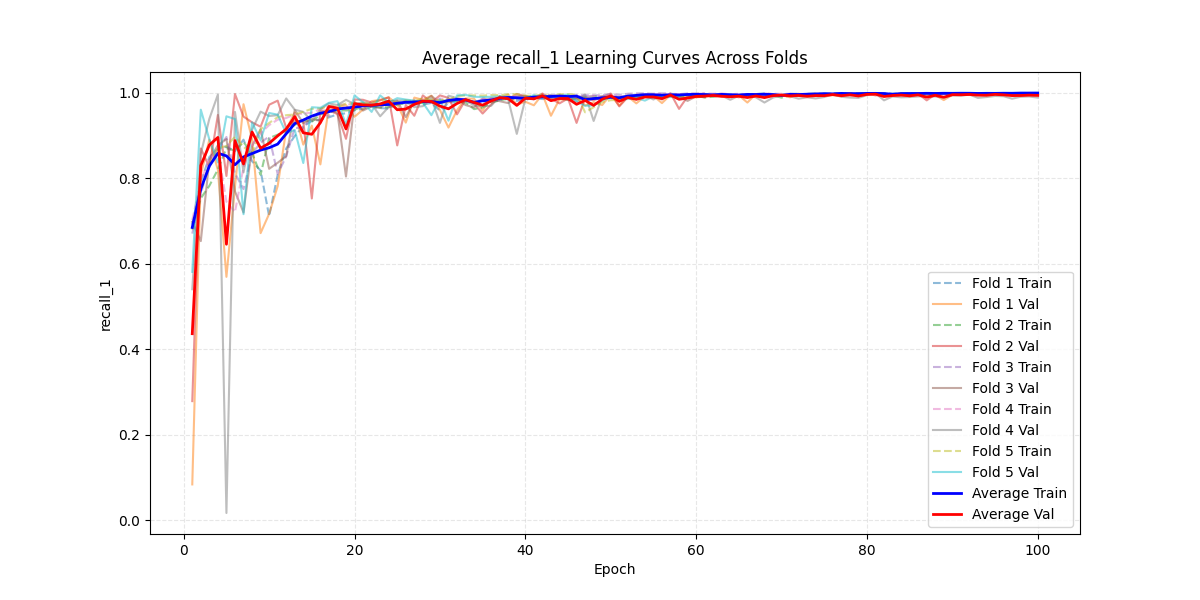 Average recall_1 Learning Curves Across Folds
recall_1
1.0
0.8
0.6
0.4
0.2
0.0
0
20
40
60
80
100
Epoch
Fold 1 Train
Fold 1 Val
Fold 2 Train
Fold 2 Val
Fold 3 Train
Fold 3 Val
Fold 4 Train
Fold 4 Val
Fold 5 Train
Fold 5 Val
Average Train
Average Val